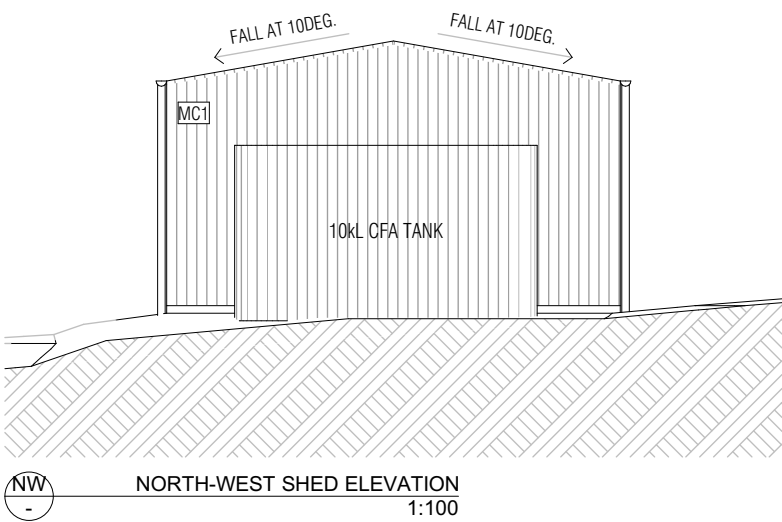 FALL AT 10DEG.
FALL AT 10DEG.
MC1
10kL CFA TANK
NW
-
NORTH-WEST SHED ELEVATION
1:100